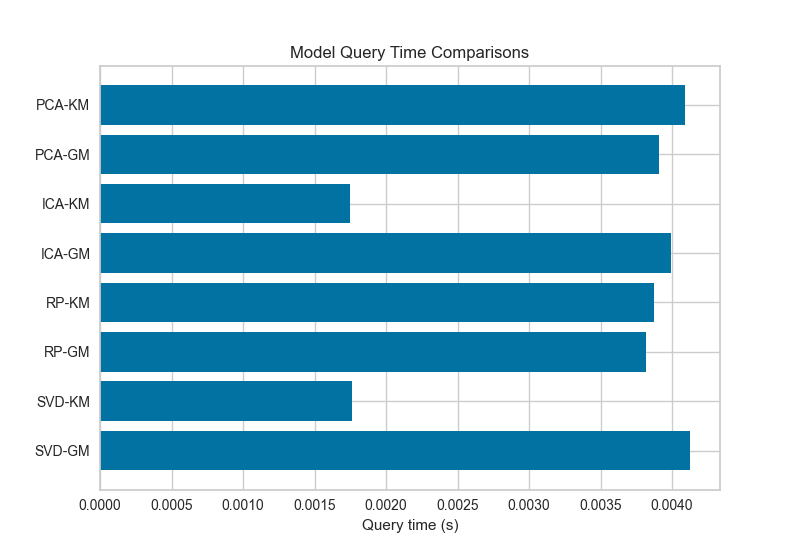 Model Query Time Comparisons
PCA-KM
PCA-GM
ICA-KM
ICA-GM
RP-KM
RP-GM
SVD-KM
SVD-GM
0.0000 0.0005 0.0010 0.0015 0.0020 0.0025 0.0030 0.0035 0.0040
Query time (s)